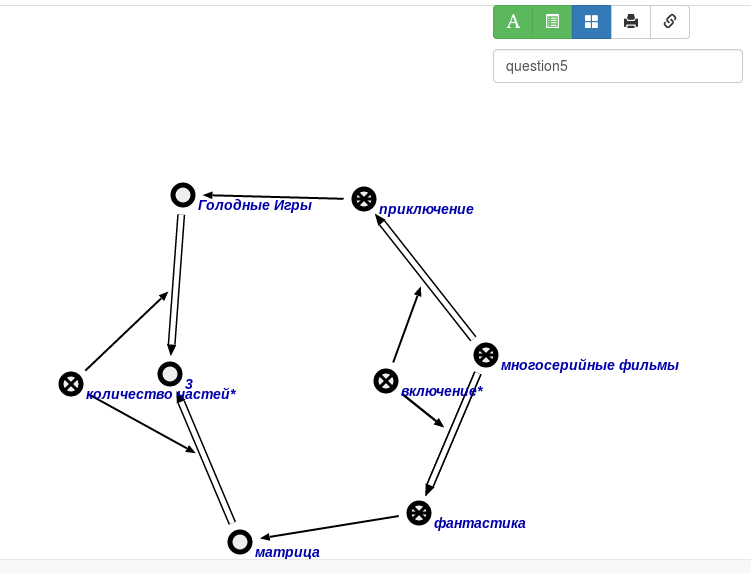 A
question5
Голодные Игры
приключение
многосерийные фильмы
3
количество частей*
включение*
фантастика
матрица